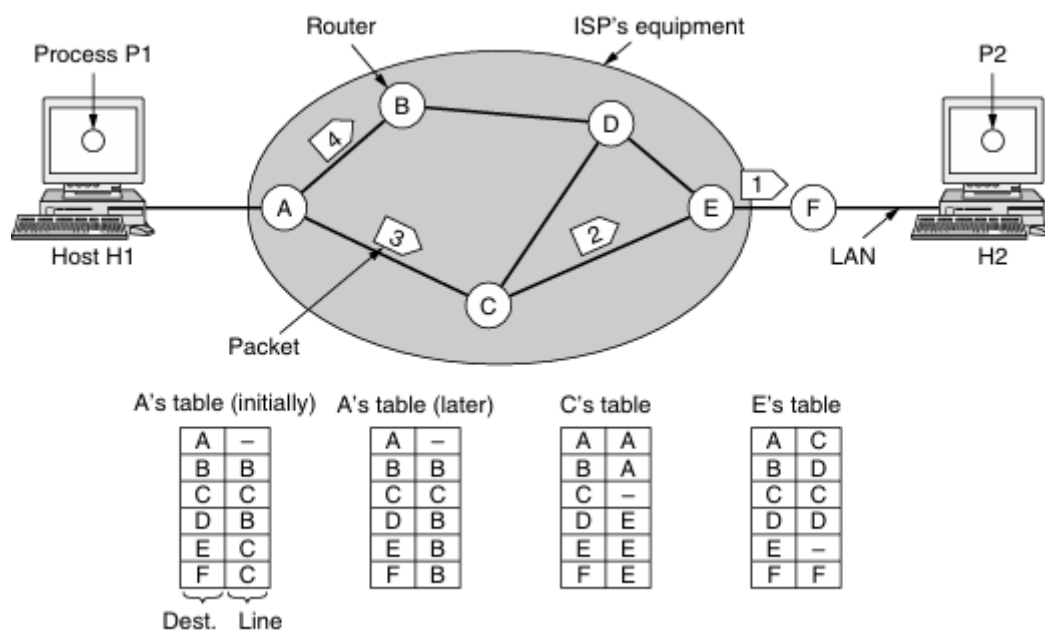 Router
ISP's equipment
Process P1
P2
B
D
4
1
A
E
F
3
2
Host H1
LAN
H2
C
Packet
A's table (initially) A's table (later) C's table E's table
A – A – A A A C
B B B B B A B D
C C C C C – C C
D B D B D E D D
E C E B E E E –
F C F B F E F F
Dest. Line